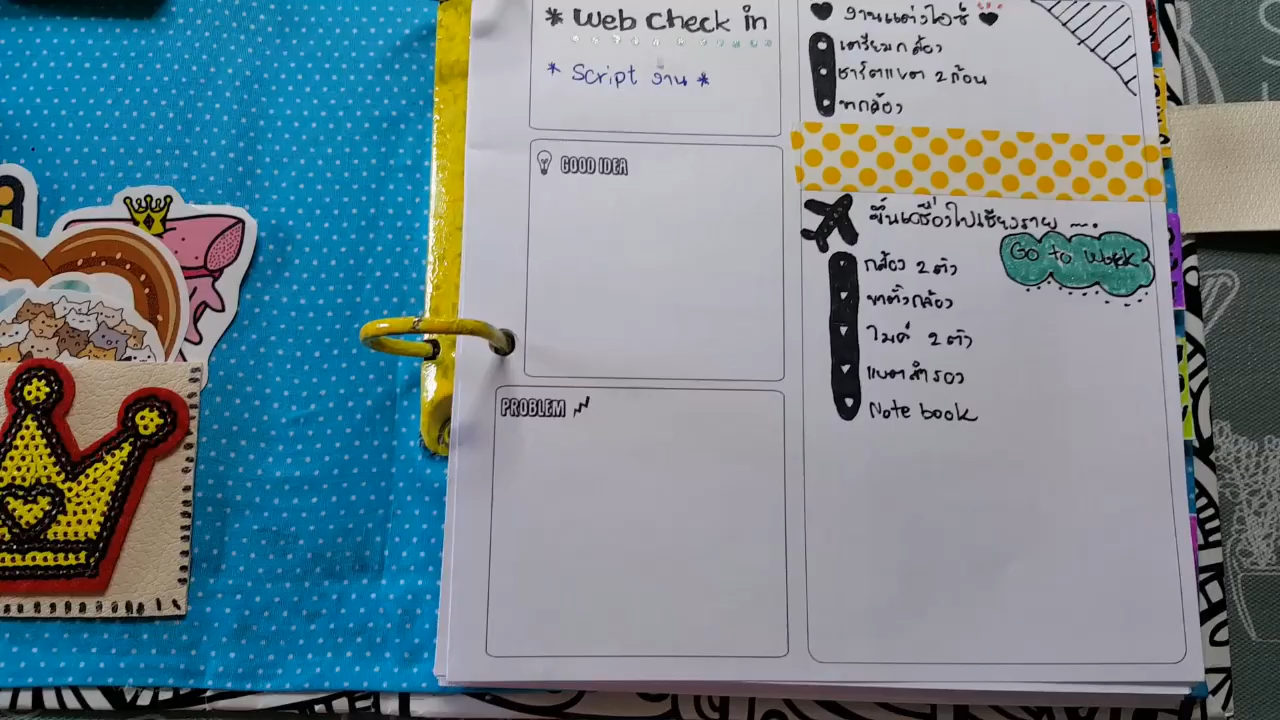 * Web Check in
* Script งาน *
GOOD IDEA
PROBLEM
งานแต่งไอซ์
เตรียมกล้อง
ชาร์ตแบต 2 ก้อน
หากล้อง
ขึ้นเครื่องไปเชียงราย
Go to Work
กล้อง 2 ตัว
ขาตั้งกล้อง
ไมค์ 2 ตัว
แบตสำรอง
Note book